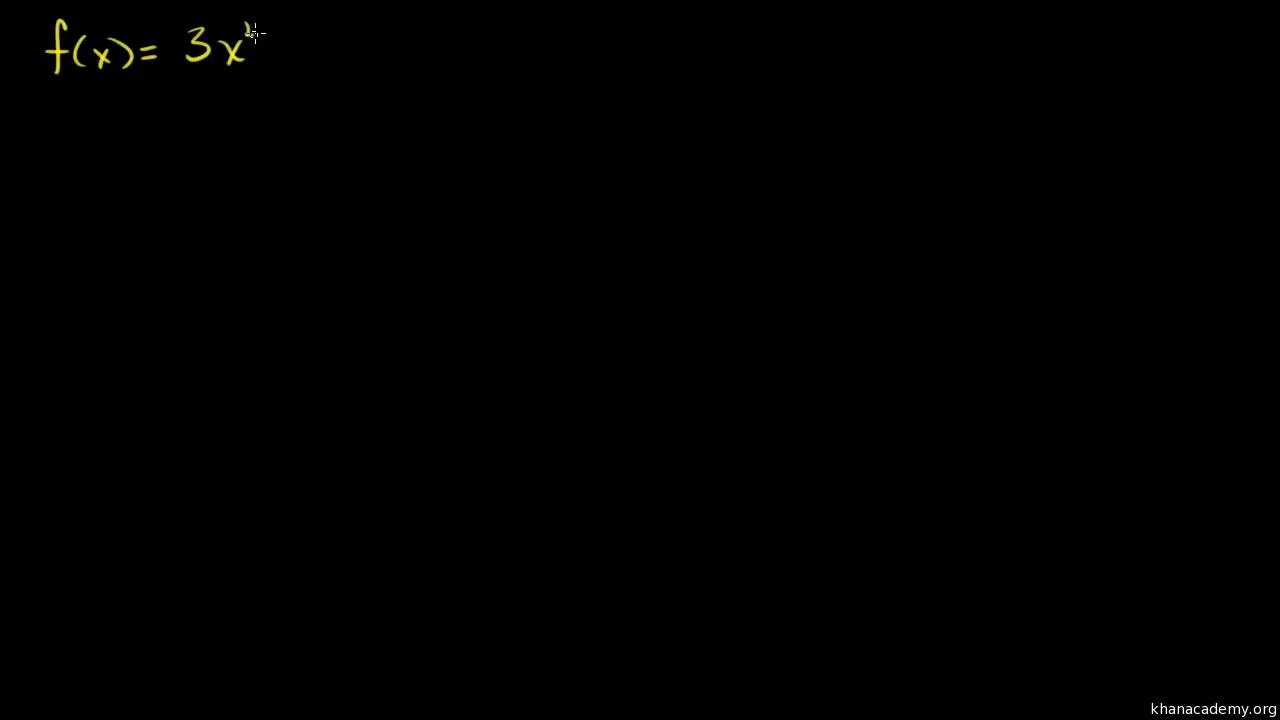 f(x) = 3x
khanacademy.org